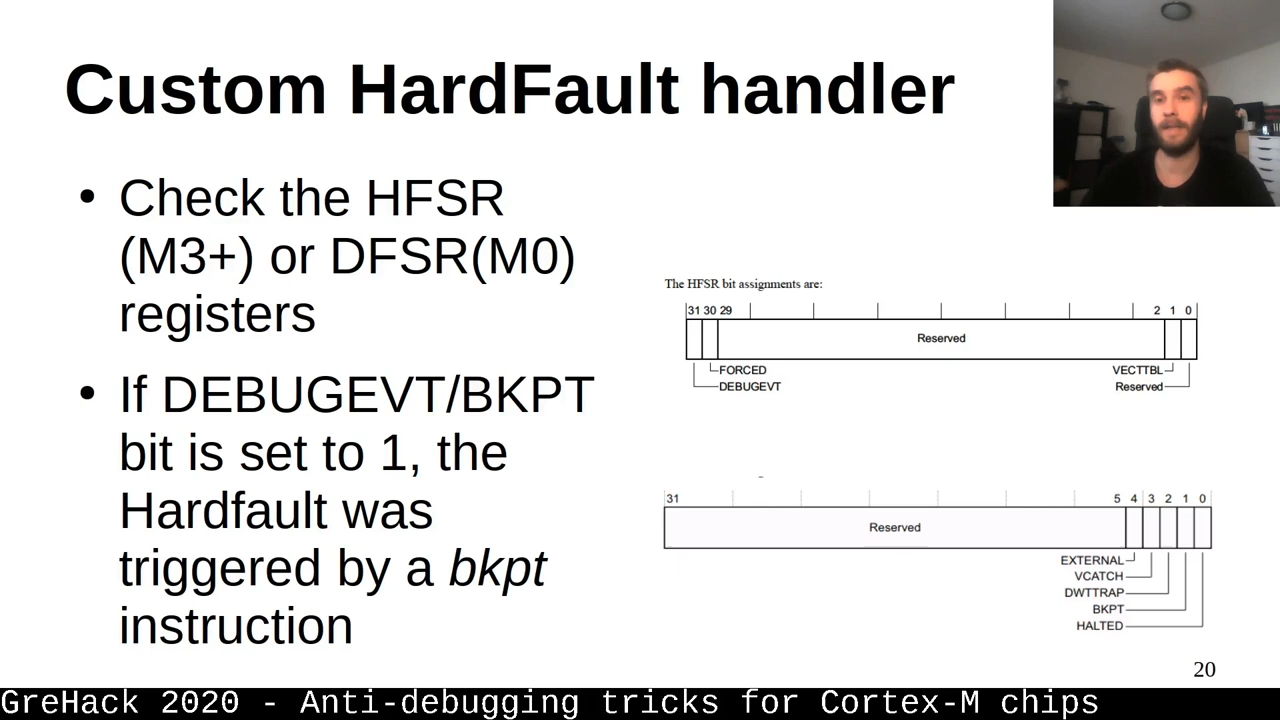 Custom HardFault handler
• Check the HFSR
(M3+) or DFSR(M0)
registers
• If DEBUGEVT/BKPT
bit is set to 1, the
Hardfault was
triggered by a bkpt
instruction
The HFSR bit assignments are:
31 30 29 2 1 0
Reserved
FORCED VECTTBL
DEBUGEVT Reserved
31 5 4 3 2 1 0
Reserved
EXTERNAL
VCATCH
DWTTRAP
BKPT
HALTED
20
GreHack 2020 - Anti-debugging tricks for Cortex-M chips